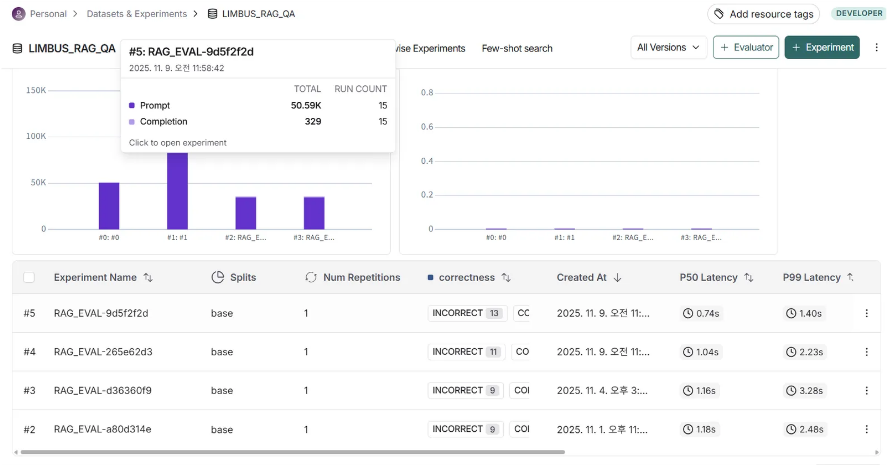 Personal > Datasets & Experiments > LIMBUS_RAG_QA
Add resource tags
DEVELOPER
LIMBUS_RAG_QA
wise Experiments
Few-shot search
All Versions
+ Evaluator
+ Experiment
#5: RAG_EVAL-9d5f2f2d
2025. 11. 9. 오전 11:58:42
TOTAL RUN COUNT
Prompt 50.59K 15
Completion 329 15
Click to open experiment
150K
100K
50K
0
#0: #0 #1: #1 #2: RAG_E... #3: RAG_E...
0.8
0.6
0.4
0.2
0
#0: #0 #1: #1 #2: RAG_E... #3: RAG_E...
Experiment Name Splits Num Repetitions correctness Created At P50 Latency P99 Latency
#5 RAG_EVAL-9d5f2f2d base 1 INCORRECT 13 CO 2025. 11. 9. 오전 11:... 0.74s 1.40s
#4 RAG_EVAL-265e62d3 base 1 INCORRECT 11 CO 2025. 11. 9. 오전 11:... 1.04s 2.23s
#3 RAG_EVAL-d36360f9 base 1 INCORRECT 9 COI 2025. 11. 4. 오후 3:... 1.16s 3.28s
#2 RAG_EVAL-a80d314e base 1 INCORRECT 9 COI 2025. 11. 1. 오후 11:... 1.18s 2.48s